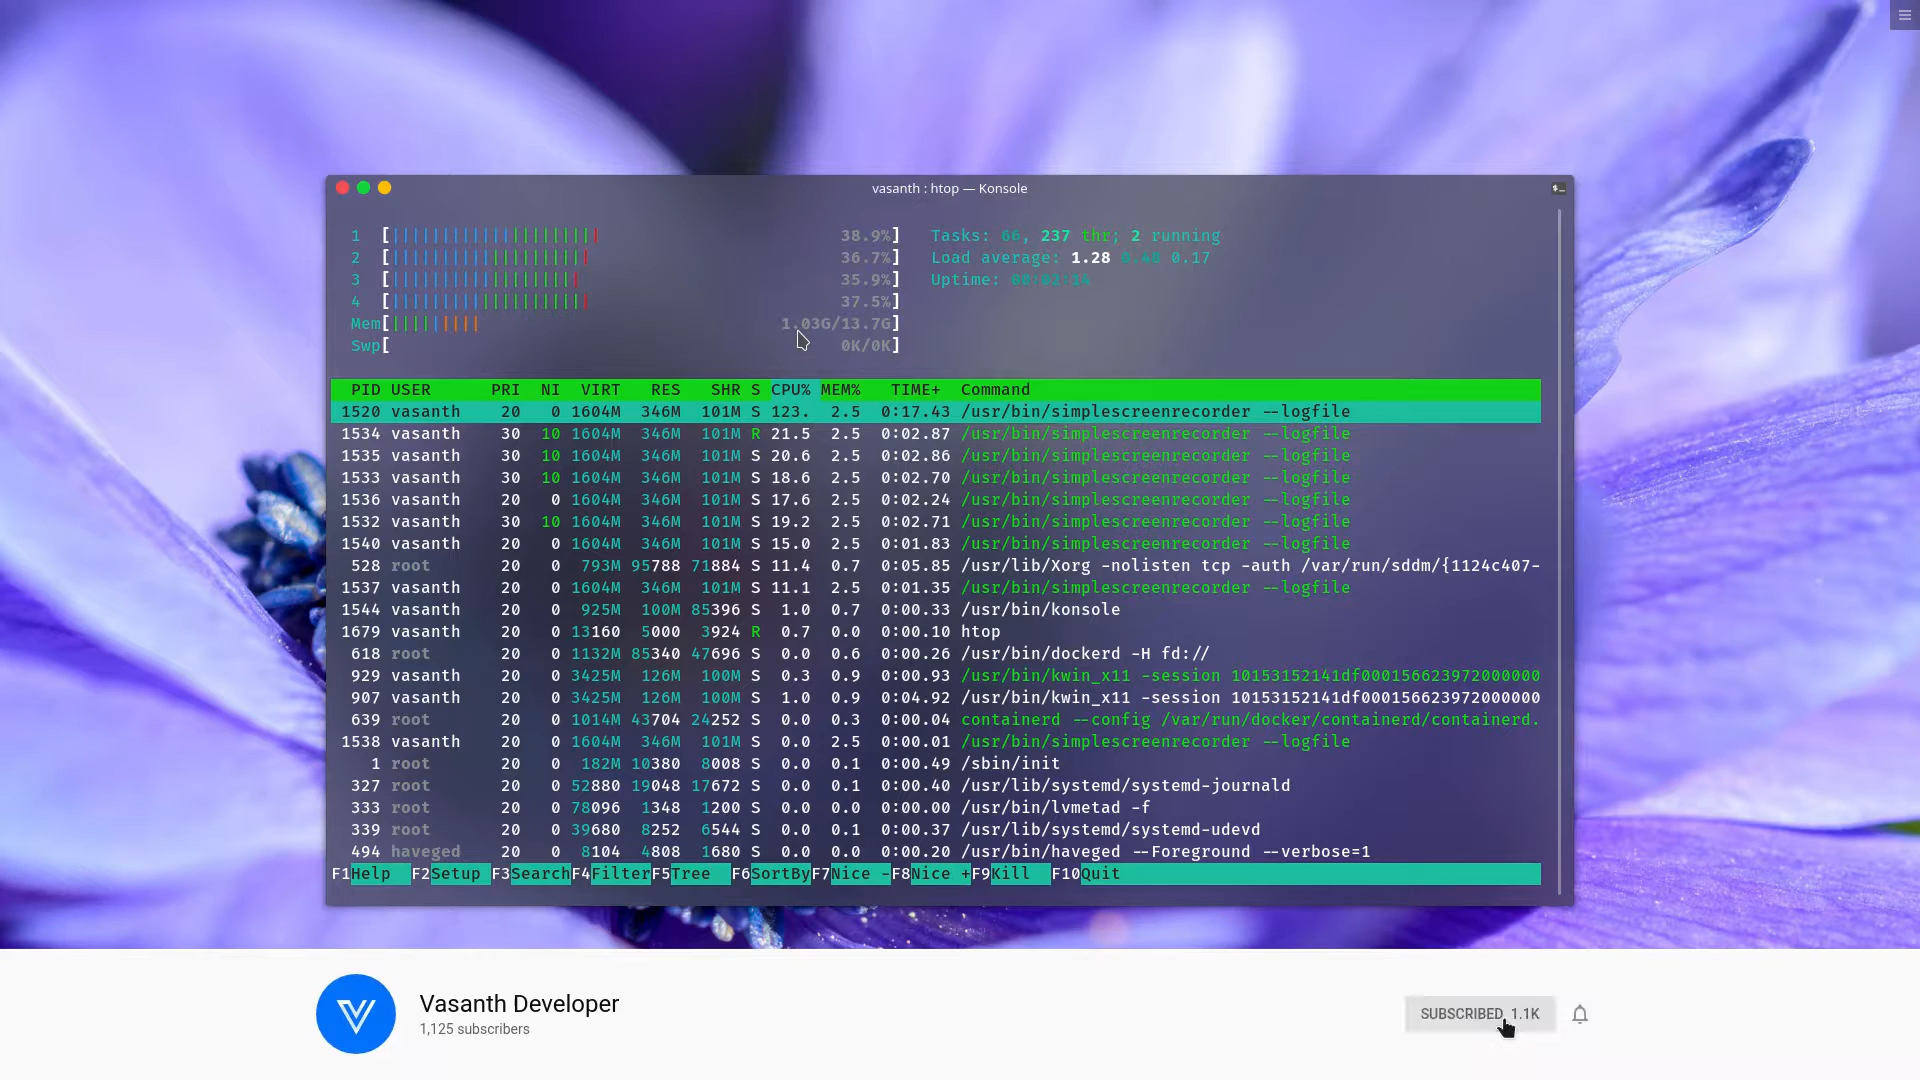 vasanth : htop — Konsole
1 [||||||||||||||||||||| 38.9%] Tasks: 66, 237 thr; 2 running
2 [|||||||||||||||||||| 36.7%] Load average: 1.28 0.40 0.17
3 [||||||||||||||||||| 35.9%] Uptime: 00:02:14
4 [|||||||||||||||||||| 37.5%]
Mem[||||||||| 1.03G/13.7G]
Swp[ 0K/0K]
PID USER PRI NI VIRT RES SHR S CPU% MEM% TIME+ Command
1520 vasanth 20 0 1604M 346M 101M S 123. 2.5 0:17.43 /usr/bin/simplescreenrecorder --logfile
1534 vasanth 30 10 1604M 346M 101M R 21.5 2.5 0:02.87 /usr/bin/simplescreenrecorder --logfile
1535 vasanth 30 10 1604M 346M 101M S 20.6 2.5 0:02.86 /usr/bin/simplescreenrecorder --logfile
1533 vasanth 30 10 1604M 346M 101M S 18.6 2.5 0:02.70 /usr/bin/simplescreenrecorder --logfile
1536 vasanth 20 0 1604M 346M 101M S 17.6 2.5 0:02.24 /usr/bin/simplescreenrecorder --logfile
1532 vasanth 30 10 1604M 346M 101M S 19.2 2.5 0:02.71 /usr/bin/simplescreenrecorder --logfile
1540 vasanth 20 0 1604M 346M 101M S 15.0 2.5 0:01.83 /usr/bin/simplescreenrecorder --logfile
528 root 20 0 793M 95788 71884 S 11.4 0.7 0:05.85 /usr/lib/Xorg -nolisten tcp -auth /var/run/sddm/{1124c407-
1537 vasanth 20 0 1604M 346M 101M S 11.1 2.5 0:01.35 /usr/bin/simplescreenrecorder --logfile
1544 vasanth 20 0 925M 100M 85396 S 1.0 0.7 0:00.33 /usr/bin/konsole
1679 vasanth 20 0 13160 5000 3924 R 0.7 0.0 0:00.10 htop
618 root 20 0 1132M 85340 47696 S 0.0 0.6 0:00.26 /usr/bin/dockerd -H fd://
929 vasanth 20 0 3425M 126M 100M S 0.3 0.9 0:00.93 /usr/bin/kwin_x11 -session 10153152141df000156623972000000
907 vasanth 20 0 3425M 126M 100M S 1.0 0.9 0:04.92 /usr/bin/kwin_x11 -session 10153152141df000156623972000000
639 root 20 0 1014M 43704 24252 S 0.0 0.3 0:00.04 containerd --config /var/run/docker/containerd/containerd.
1538 vasanth 20 0 1604M 346M 101M S 0.0 2.5 0:00.01 /usr/bin/simplescreenrecorder --logfile
1 root 20 0 182M 10380 8008 S 0.0 0.1 0:00.49 /sbin/init
327 root 20 0 52880 19048 17672 S 0.0 0.1 0:00.40 /usr/lib/systemd/systemd-journald
333 root 20 0 78096 1348 1200 S 0.0 0.0 0:00.00 /usr/bin/lvmetad -f
339 root 20 0 39680 8252 6544 S 0.0 0.1 0:00.37 /usr/lib/systemd/systemd-udevd
494 haveged 20 0 8104 4808 1680 S 0.0 0.0 0:00.20 /usr/bin/haveged --Foreground --verbose=1
F1Help F2Setup F3SearchF4FilterF5Tree F6SortByF7Nice -F8Nice +F9Kill F10Quit
Vasanth Developer
1,125 subscribers
SUBSCRIBED 1.1K